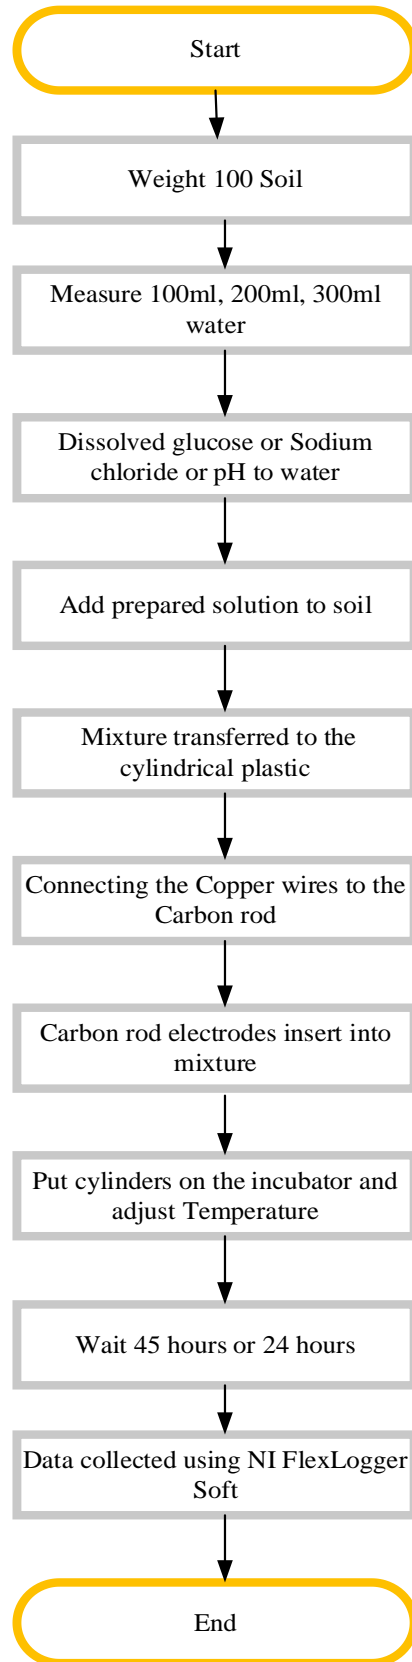 Start
Weight 100 Soil
Measure 100ml, 200ml, 300ml
water
Dissolved glucose or Sodium
chloride or pH to water
Add prepared solution to soil
Mixture transferred to the
cylindrical plastic
Connecting the Copper wires to the
Carbon rod
Carbon rod electrodes insert into
mixture
Put cylinders on the incubator and
adjust Temperature
Wait 45 hours or 24 hours
Data collected using NI FlexLogger
Soft
End